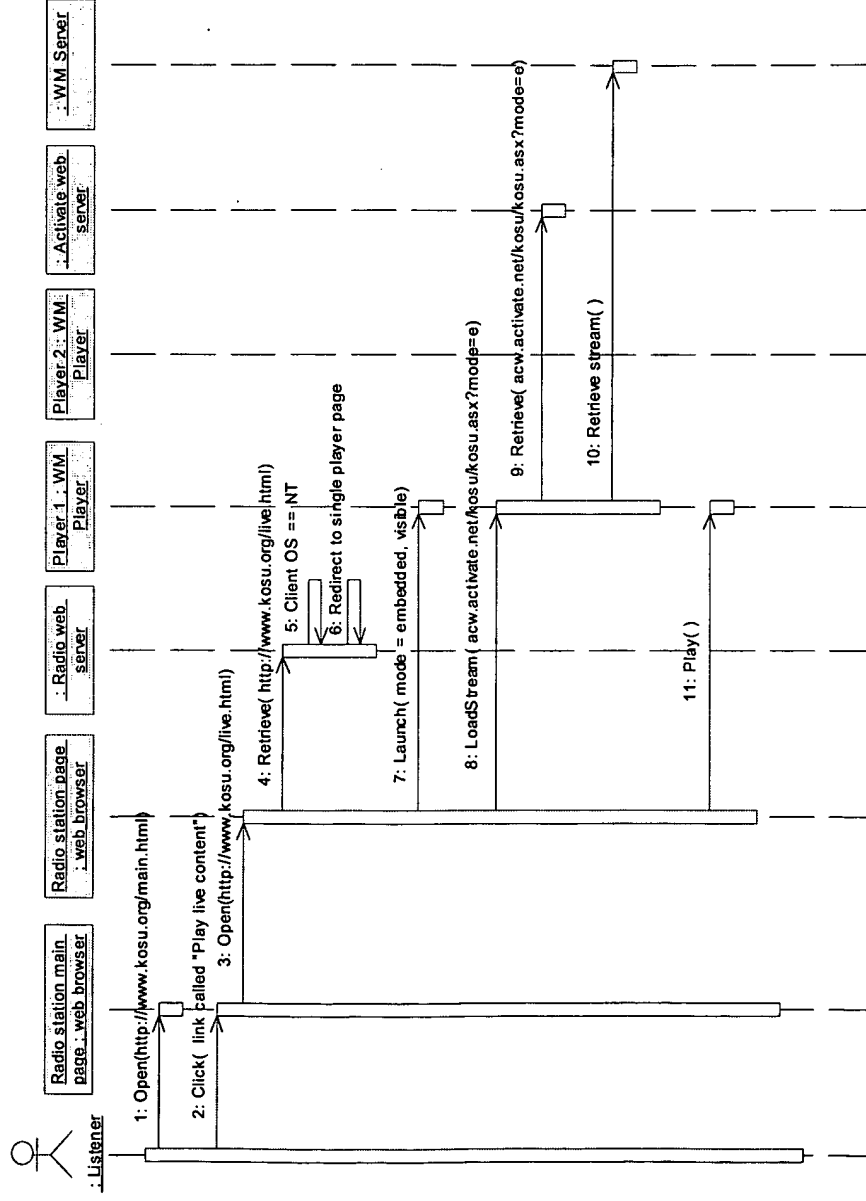 : Listener
Radio station main
page : web browser
Radio station page
: web browser
: Radio web
server
Player 1 : WM
Player
Player 2 : WM
Player
: Activate web
server
: WM Server
1: Open(http://www.kosu.org/main.html)
2: Click( link called "Play live content")
3: Open(http://www.kosu.org/live.html)
4: Retrieve( http://www.kosu.org/live.html)
5: Client OS == NT
6: Redirect to single player page
7: Launch( mode = embedded, visible)
8: LoadStream( acw.activate.net/kosu/kosu.asx?mode=e)
9: Retrieve( acw.activate.net/kosu/kosu.asx?mode=e)
10: Retrieve stream( )
11: Play( )